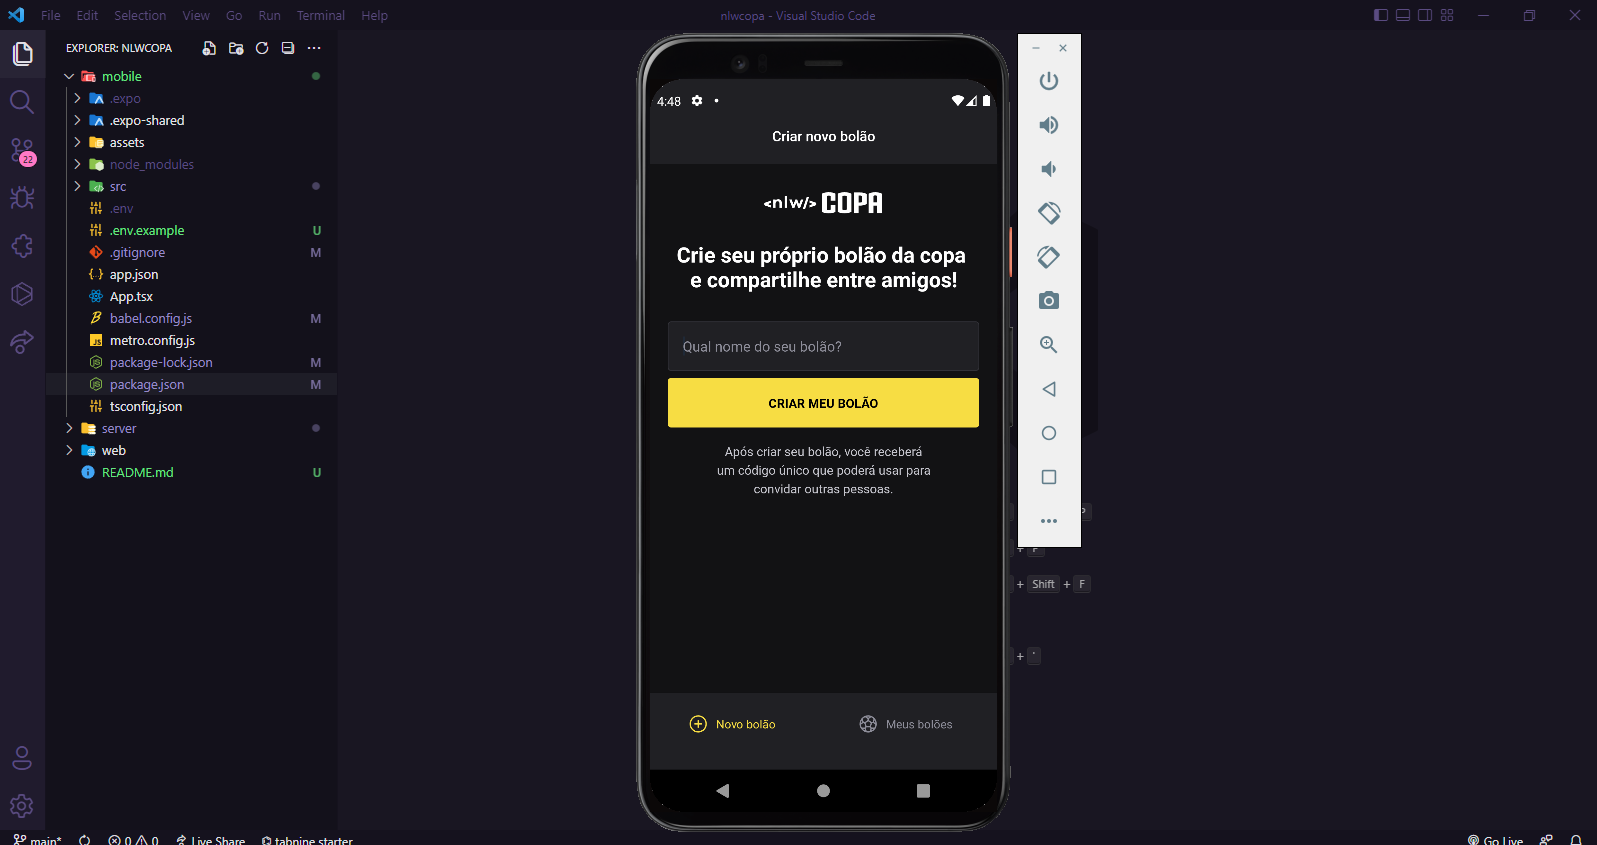 File Edit Selection View Go Run Terminal Help
nlwcopa - Visual Studio Code
EXPLORER: NLWCOPA
mobile
.expo
.expo-shared
assets
node_modules
src
.env
.env.example U
.gitignore M
app.json
App.tsx
babel.config.js M
metro.config.js
package-lock.json M
package.json M
tsconfig.json
server
web
README.md U
22
4:48
Criar novo bolão
<nlw/> COPA
Crie seu próprio bolão da copa
e compartilhe entre amigos!
Qual nome do seu bolão?
CRIAR MEU BOLÃO
Após criar seu bolão, você receberá
um código único que poderá usar para
convidar outras pessoas.
Novo bolão
Meus bolões
+ Shift + F
+ '
main* 0 0 Live Share tabnine starter
Go Live